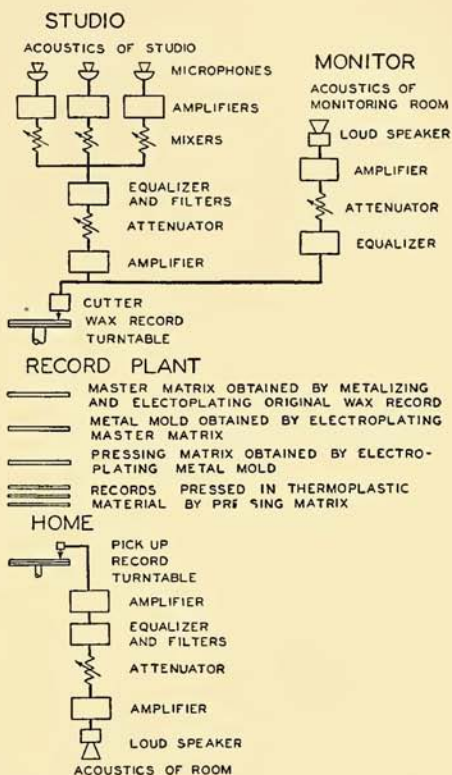 STUDIO
ACOUSTICS OF STUDIO
MICROPHONES
AMPLIFIERS
MIXERS
EQUALIZER
AND FILTERS
ATTENUATOR
AMPLIFIER
CUTTER
WAX RECORD
TURNTABLE
MONITOR
ACOUSTICS OF
MONITORING ROOM
LOUD SPEAKER
AMPLIFIER
ATTENUATOR
EQUALIZER
RECORD PLANT
MASTER MATRIX OBTAINED BY METALIZING
AND ELECTOPLATING ORIGINAL WAX RECORD
METAL MOLD OBTAINED BY ELECTROPLATING
MASTER MATRIX
PRESSING MATRIX OBTAINED BY ELECTRO-
PLATING METAL MOLD
RECORDS PRESSED IN THERMOPLASTIC
MATERIAL BY PRESSING MATRIX
HOME
PICK UP
RECORD
TURNTABLE
AMPLIFIER
EQUALIZER
AND FILTERS
ATTENUATOR
AMPLIFIER
LOUD SPEAKER
ACOUSTICS OF ROOM